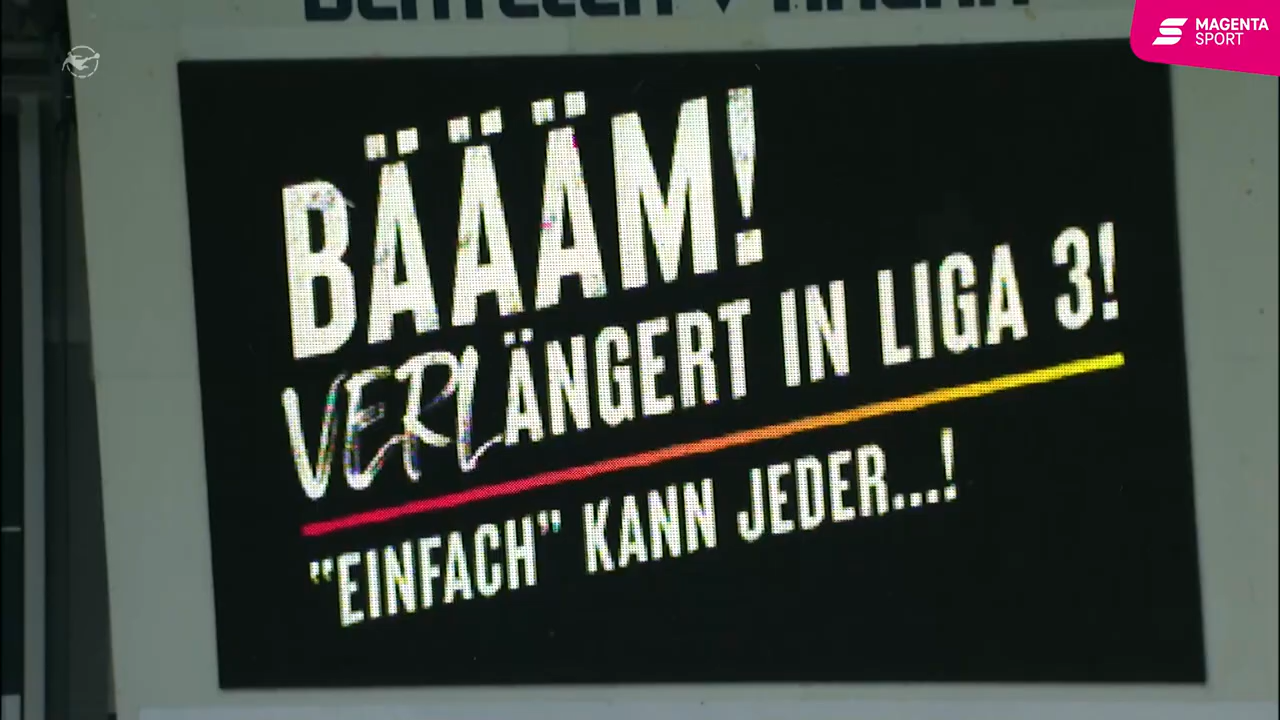 MAGENTA
SPORT
BÄÄÄM!
VERLÄNGERT IN LIGA 3!
"EINFACH" KANN JEDER...!